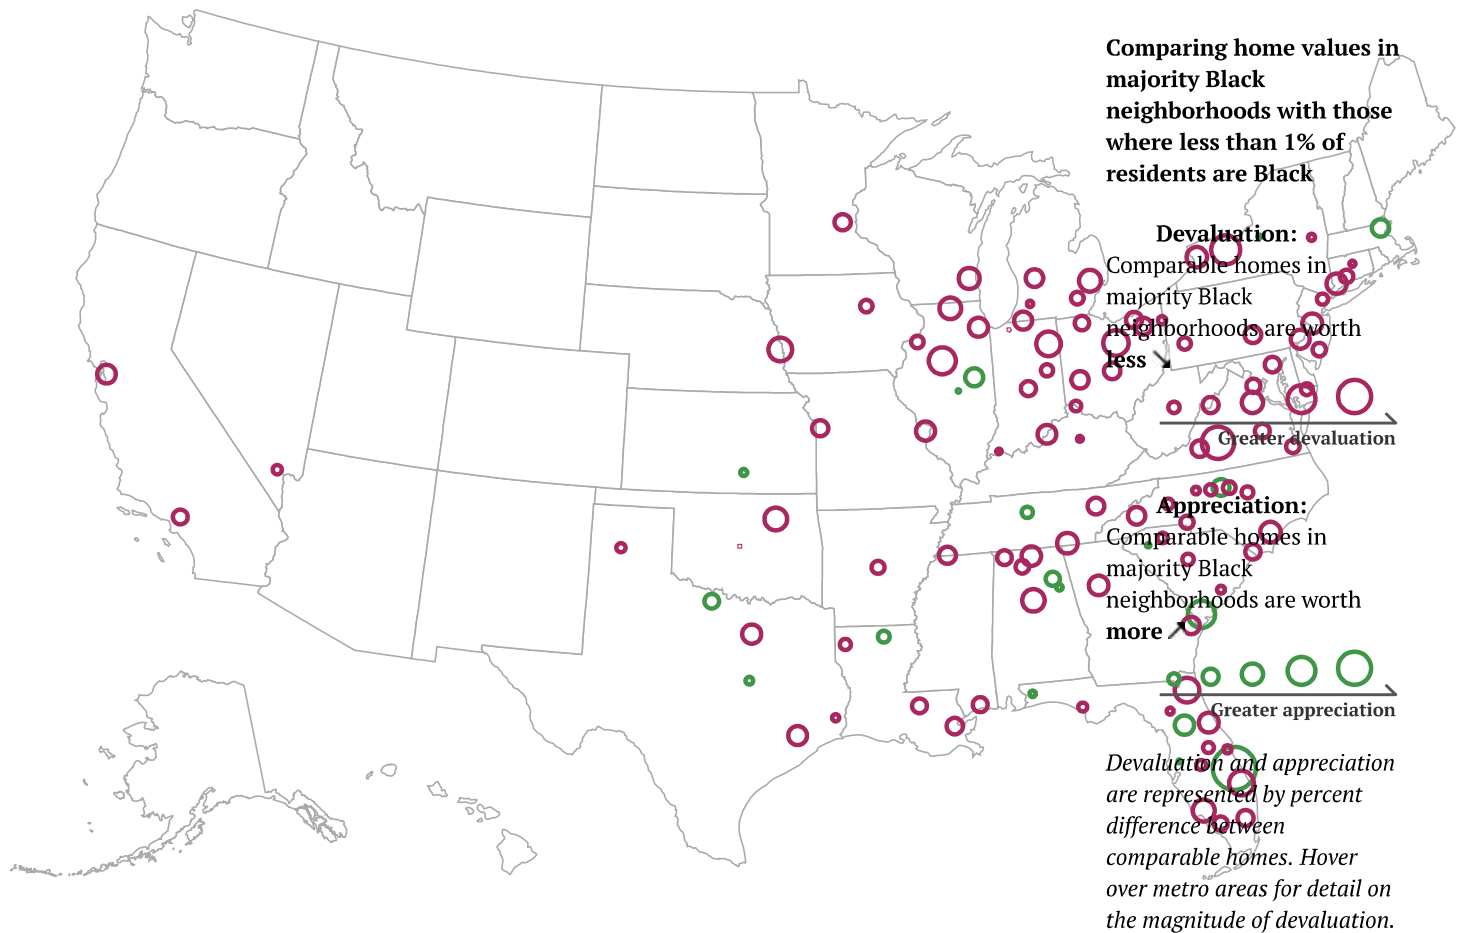 Comparing home values in
majority Black
neighborhoods with those
where less than 1% of
residents are Black
Devaluation:
Comparable homes in
majority Black
neighborhoods are worth
less
Greater devaluation
Appreciation:
Comparable homes in
majority Black
neighborhoods are worth
more
Greater appreciation
Devaluation and appreciation
are represented by percent
difference between
comparable homes. Hover
over metro areas for detail on
the magnitude of devaluation.